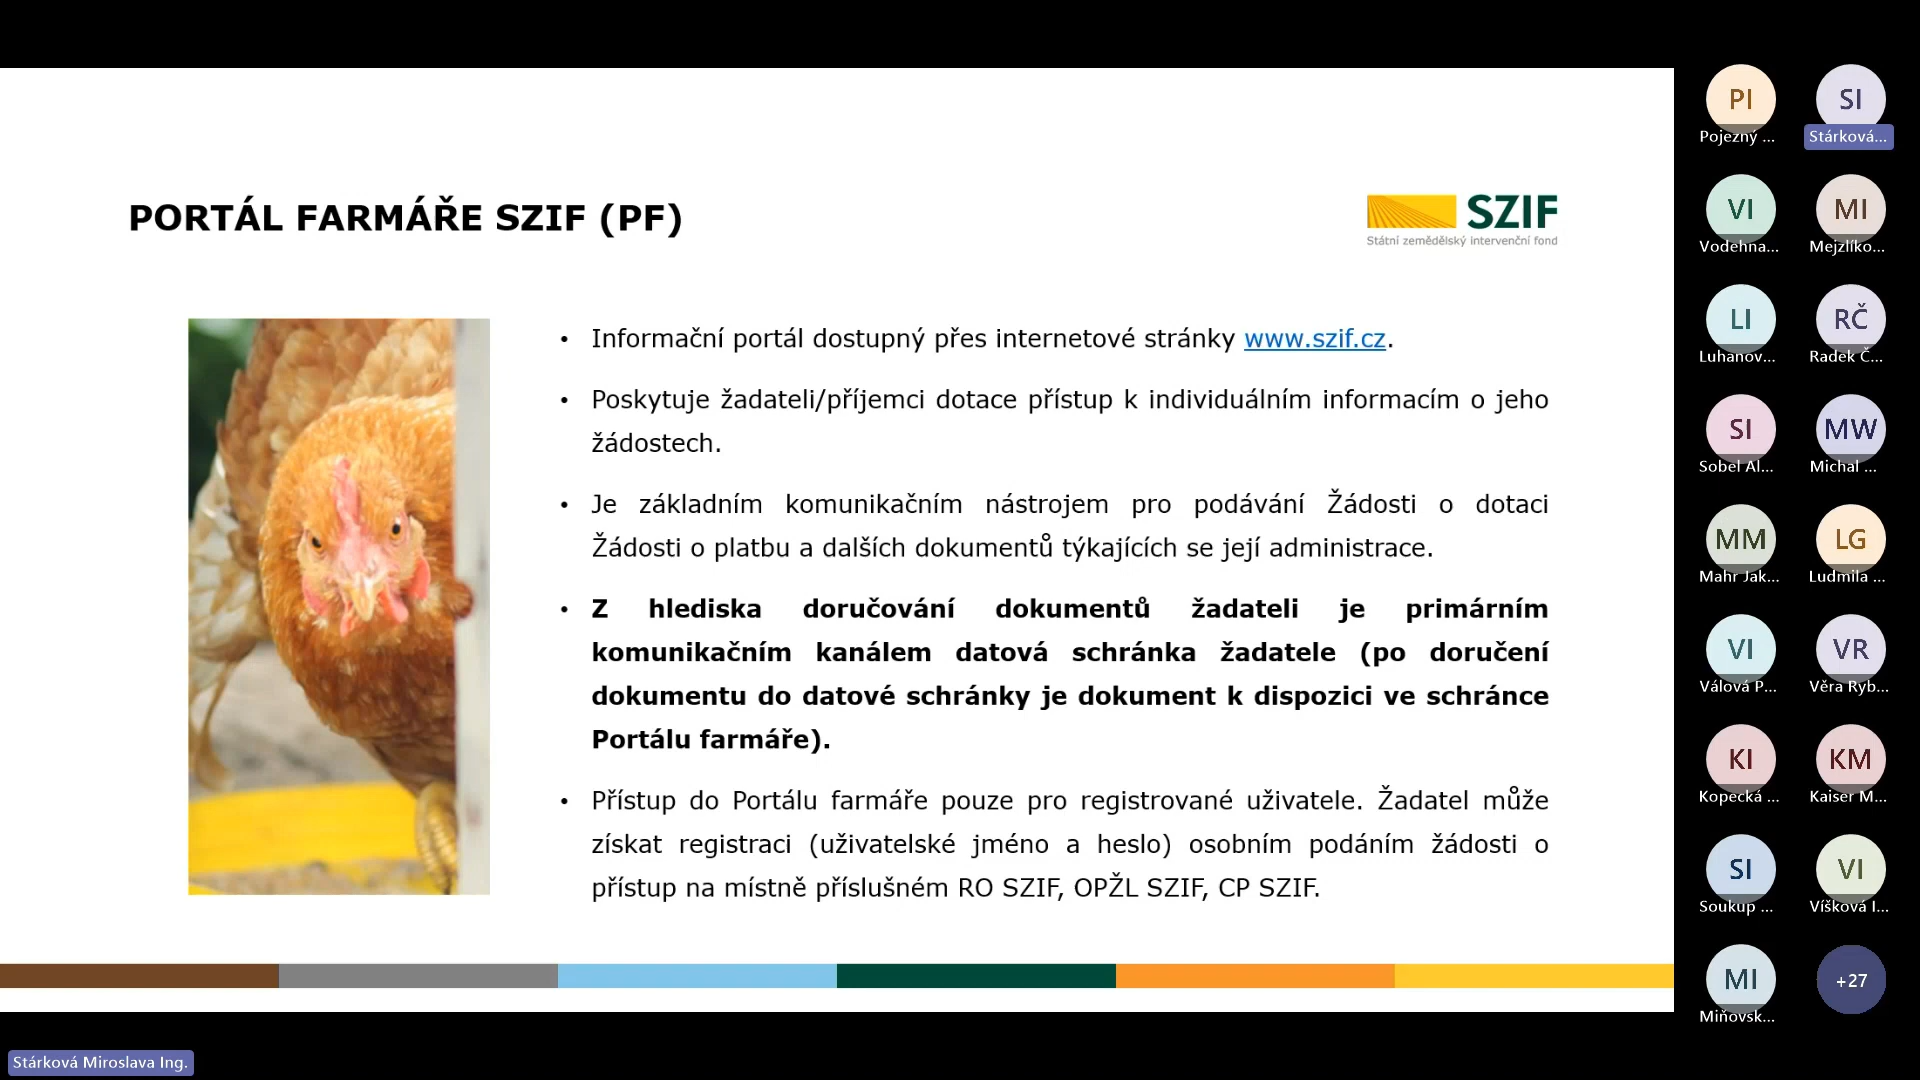 PORTÁL FARMÁŘE SZIF (PF)
SZIF
Státní zemědělský intervenční fond
• Informační portál dostupný přes internetové stránky www.szif.cz.
• Poskytuje žadateli/příjemci dotace přístup k individuálním informacím o jeho
žádostech.
• Je základním komunikačním nástrojem pro podávání Žádosti o dotaci
Žádosti o platbu a dalších dokumentů týkajících se její administrace.
• Z hlediska doručování dokumentů žadateli je primárním
komunikačním kanálem datová schránka žadatele (po doručení
dokumentu do datové schránky je dokument k dispozici ve schránce
Portálu farmáře).
• Přístup do Portálu farmáře pouze pro registrované uživatele. Žadatel může
získat registraci (uživatelské jméno a heslo) osobním podáním žádosti o
přístup na místně příslušném RO SZIF, OPŽL SZIF, CP SZIF.
PI
Pojezný ...
SI
Stárková...
VI
Vodehna...
MI
Mejzlíko...
LI
Luhanov...
RČ
Radek Č...
SI
Sobel Al...
MW
Michal ...
MM
Mahr Jak...
LG
Ludmila ...
VI
Válová P...
VR
Věra Ryb...
KI
Kopecká ...
KM
Kaiser M...
SI
Soukup ...
VI
Víšková I...
MI
Miňovsk...
+27
Stárková Miroslava Ing.